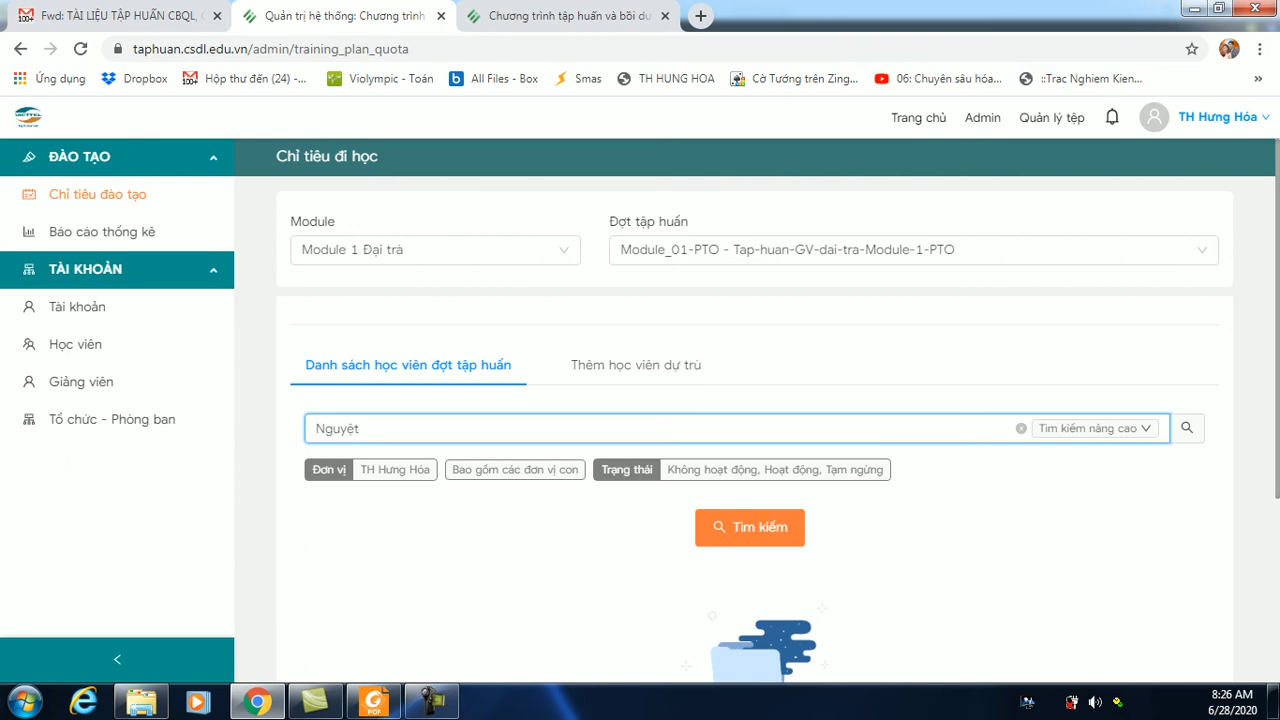 Fwd: TÀI LIỆU TẬP HUẤN CBQL, C
Quản trị hệ thống: Chương trình
Chương trình tập huấn và bồi du
taphuan.csdl.edu.vn/admin/training_plan_quota
Ứng dụng
Dropbox
Hộp thư đến (24) -...
Violympic - Toán
All Files - Box
Smas
TH HUNG HOA
Cờ Tướng trên Zing...
06: Chuyên sâu hóa...
::Trac Nghiem Kien...
»
Trang chủ
Admin
Quản lý tệp
TH Hưng Hóa
ĐÀO TẠO
Chỉ tiêu đào tạo
Báo cáo thống kê
TÀI KHOẢN
Tài khoản
Học viên
Giảng viên
Tổ chức - Phòng ban
Chỉ tiêu đi học
Module
Đợt tập huấn
Module 1 Đại trà
Module_01-PTO - Tap-huan-GV-dai-tra-Module-1-PTO
Danh sách học viên đợt tập huấn
Thêm học viên dự trù
Nguyệt
Tìm kiếm nâng cao
Đơn vị TH Hưng Hóa
Bao gồm các đơn vị con
Trạng thái Không hoạt động, Hoạt động, Tạm ngừng
Tìm kiếm
8:26 AM
6/28/2020